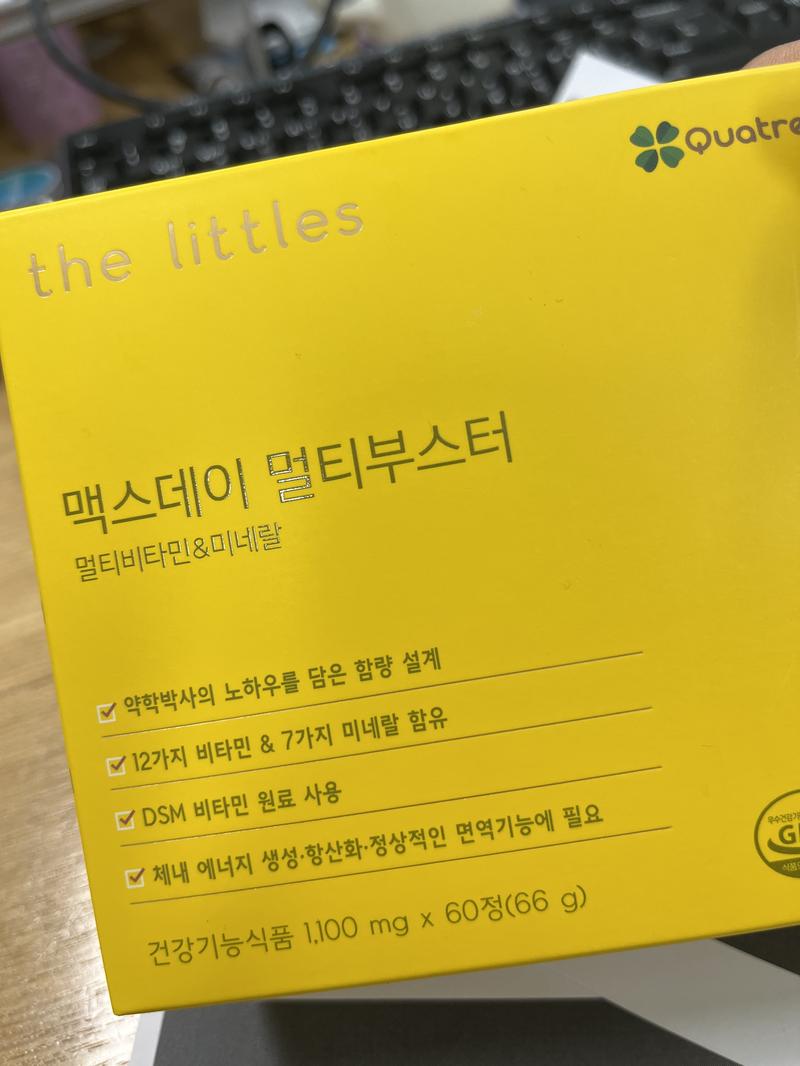 Quatre
the littles
맥스데이 멀티부스터
멀티비타민&미네랄
약학박사의 노하우를 담은 함량 설계
12가지 비타민 & 7가지 미네랄 함유
DSM 비타민 원료 사용
체내 에너지 생성·항산화·정상적인 면역기능에 필요
건강기능식품 1,100 mg x 60정(66 g)